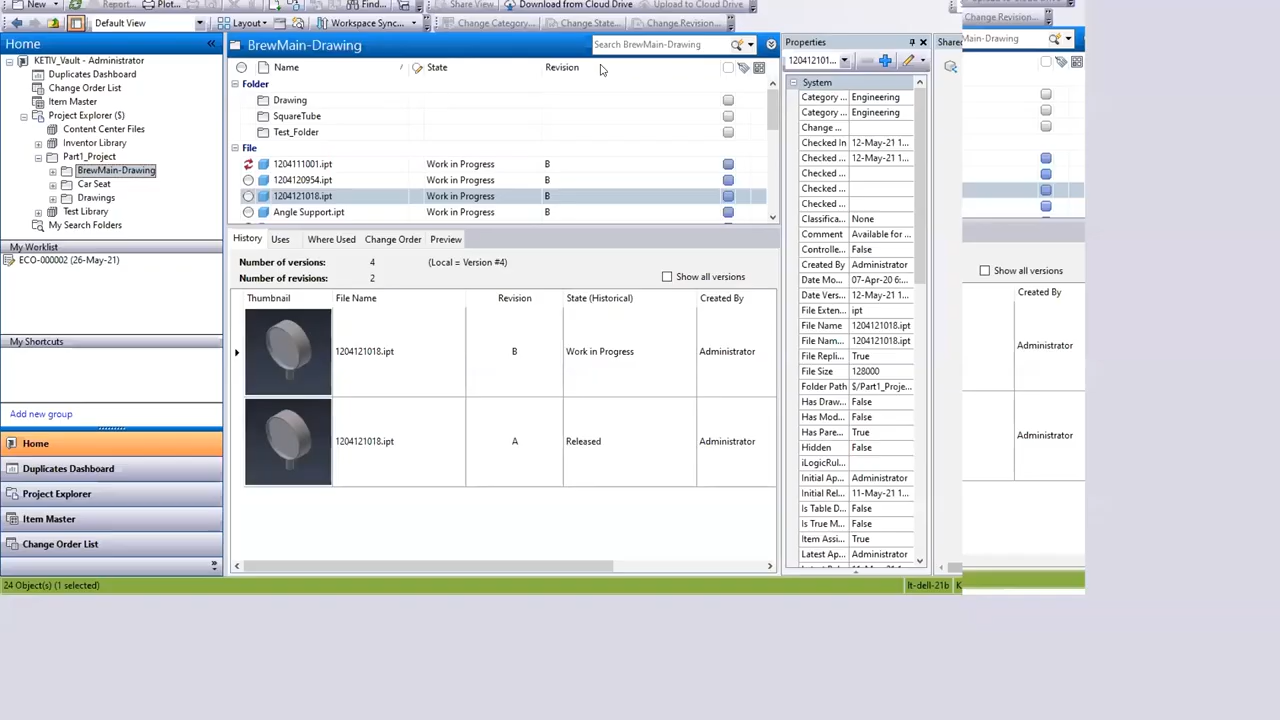 New Report... Plot... Find... Share View Download from Cloud Drive Upload to Cloud Drive
Default View Layout Workspace Sync... Change Category... Change State... Change Revision... Change Revision...
Home « BrewMain-Drawing Search BrewMain-Drawing Properties Shared Main-Drawing
KETIV_Vault - Administrator
Duplicates Dashboard
Change Order List
Item Master
Project Explorer ($)
Content Center Files
Inventor Library
Part1_Project
BrewMain-Drawing
Car Seat
Drawings
Test Library
My Search Folders
My Worklist
ECO-000002 (26-May-21)
My Shortcuts
Add new group
Home
Duplicates Dashboard
Project Explorer
Item Master
Change Order List
Name State Revision
Folder
Drawing
SquareTube
Test_Folder
File
1204111001.ipt Work in Progress B
1204120954.ipt Work in Progress B
1204121018.ipt Work in Progress B
Angle Support.ipt Work in Progress B
History Uses Where Used Change Order Preview
Number of versions: 4 (Local = Version #4)
Number of revisions: 2
Show all versions
Thumbnail File Name Revision State (Historical) Created By
1204121018.ipt B Work in Progress Administrator
1204121018.ipt A Released Administrator
120412101...
System
Category ... Engineering
Category ... Engineering
Change ...
Checked In 12-May-21 1...
Checked ... 12-May-21 1...
Checked ...
Checked ...
Checked ...
Classifica... None
Comment Available for ...
Controlle... False
Created By Administrator
Date Mo... 07-Apr-20 6:...
Date Vers... 12-May-21 1...
File Exten... ipt
File Name 1204121018.ipt
File Nam... 1204121018.ipt
File Repli... True
File Size 128000
Folder Path $/Part1_Proje...
Has Draw... False
Has Mod... False
Has Pare... True
Hidden False
iLogicRul...
Initial Ap... Administrator
Initial Rel... 11-May-21 1...
Is Table D... False
Is True M... False
Item Assi... True
Latest Ap... Administrator
Show all versions
Created By
Administrator
Administrator
24 Object(s) (1 selected) lt-dell-21b K